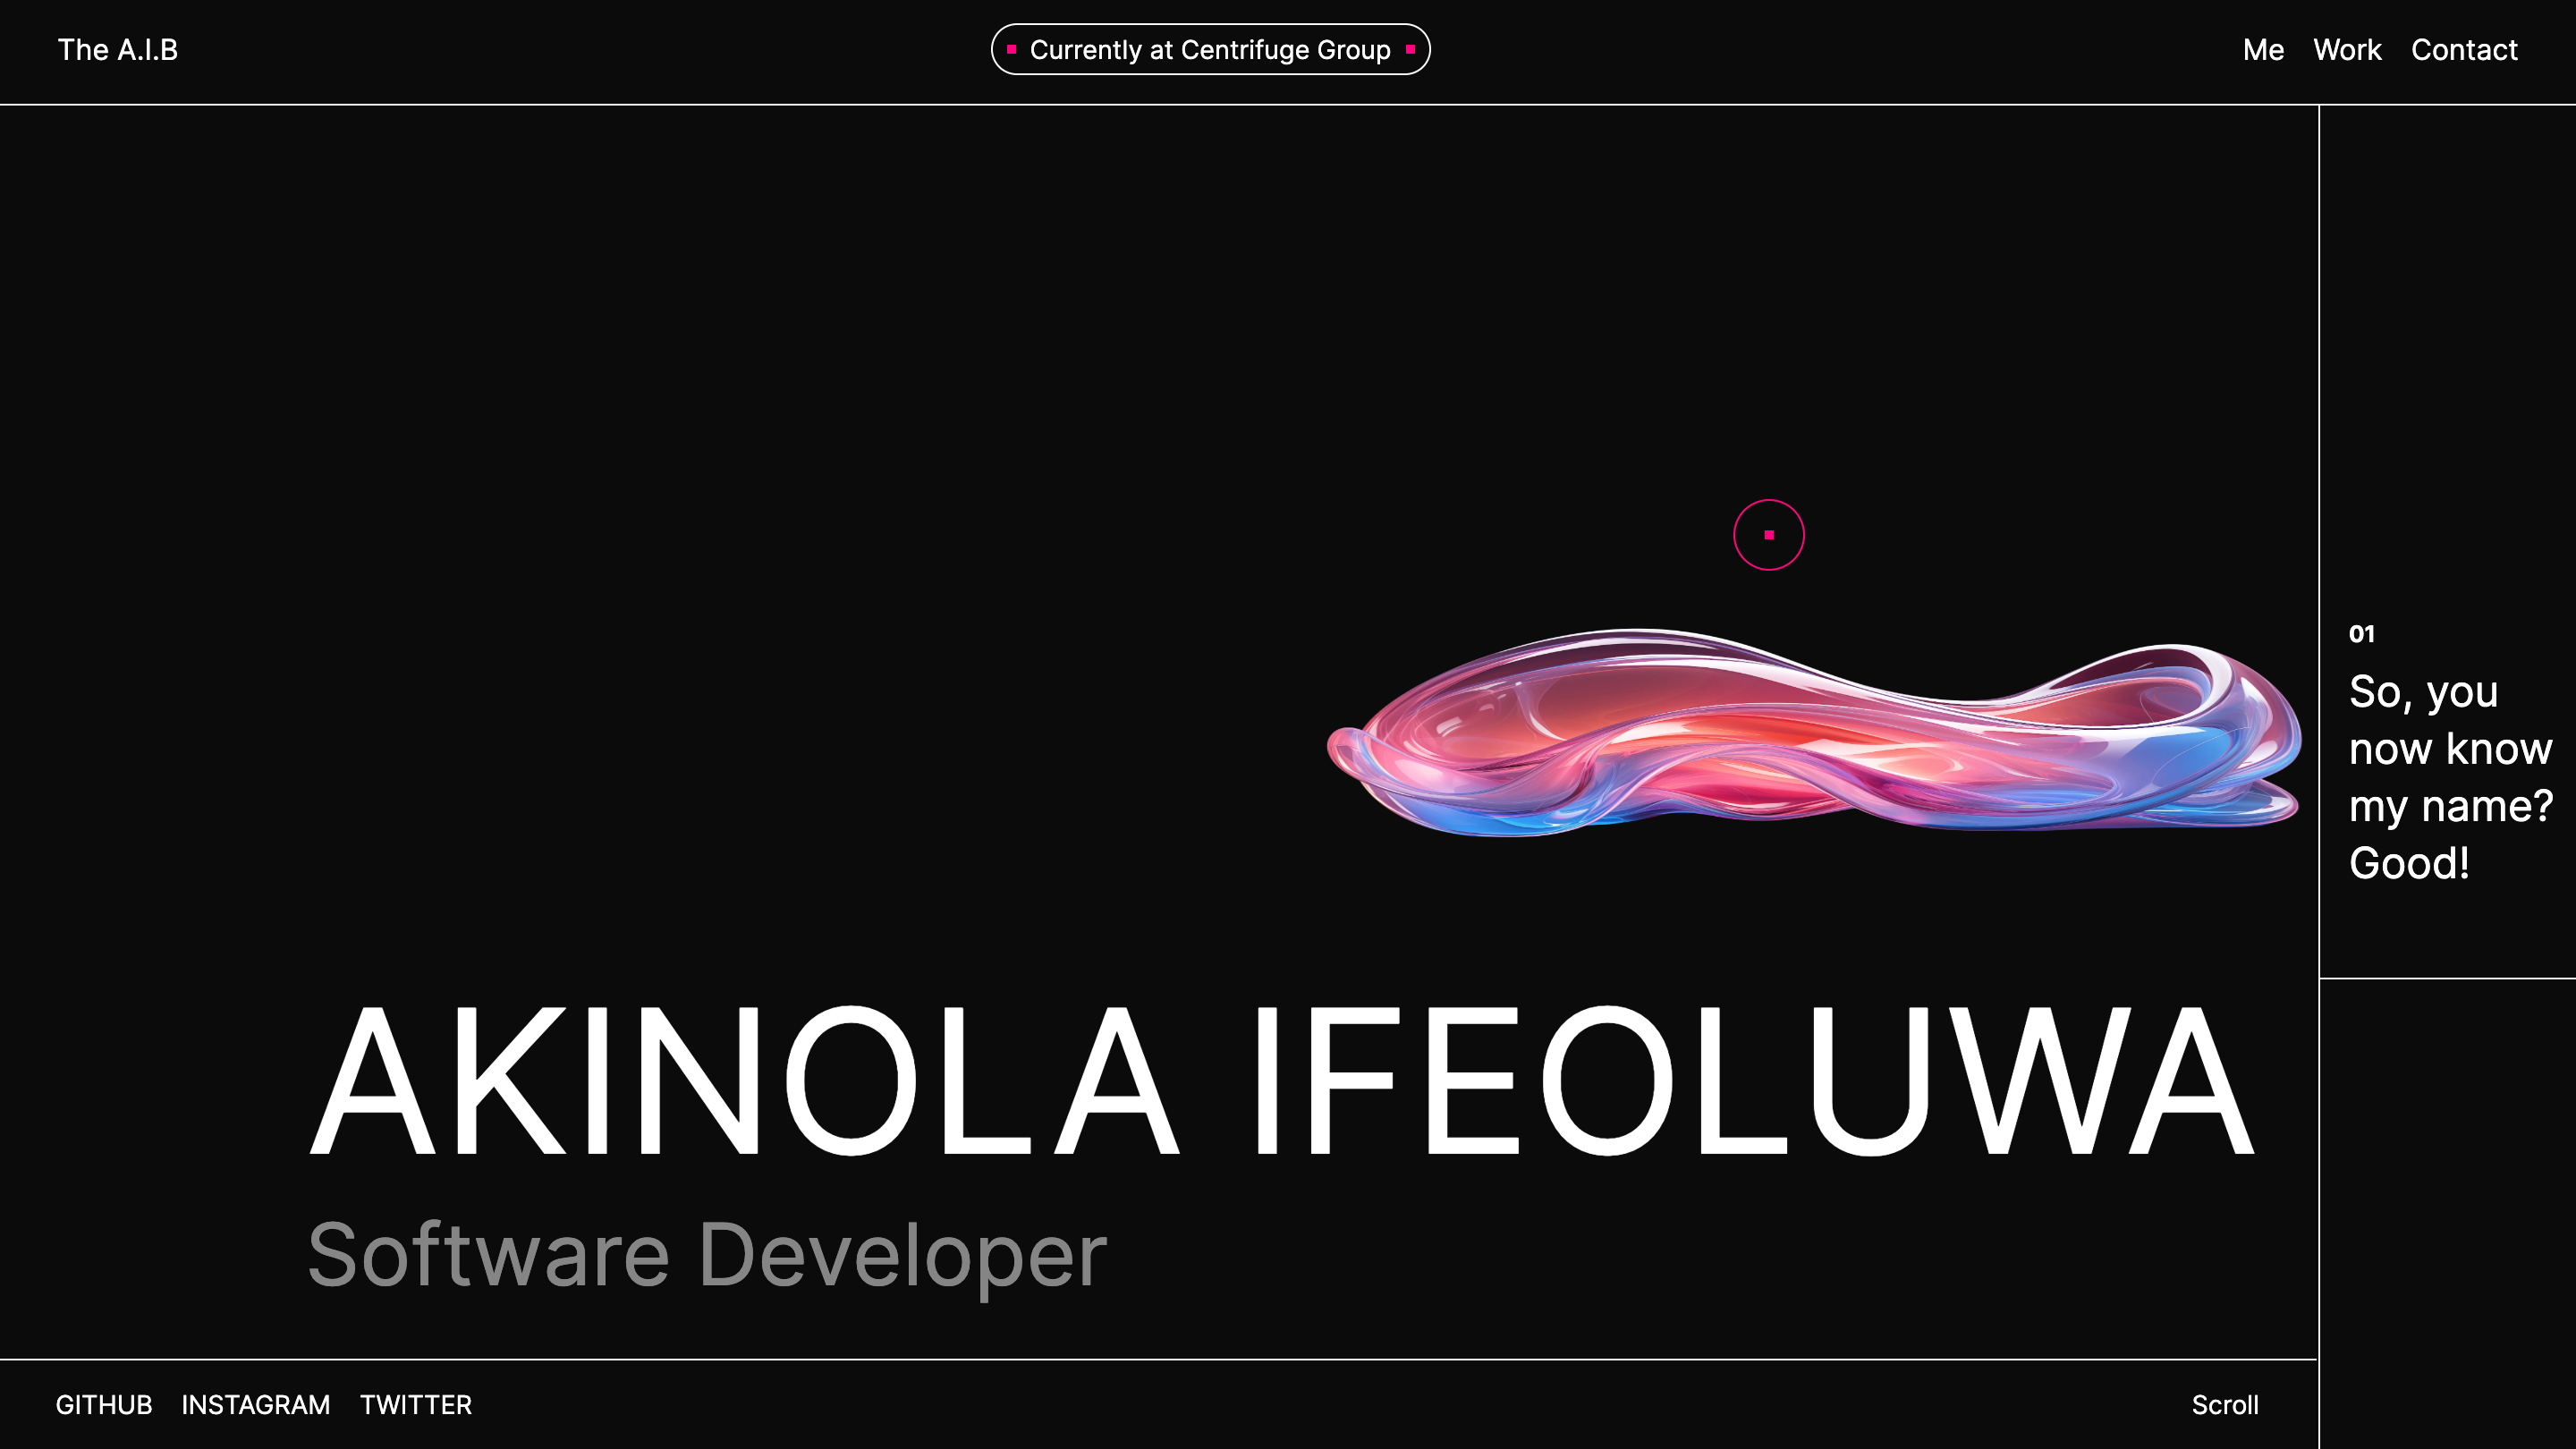 The A.I.B
Currently at Centrifuge Group
Me Work Contact
01
So, you
now know
my name?
Good!
AKINOLA IFEOLUWA
Software Developer
GITHUB INSTAGRAM TWITTER
Scroll